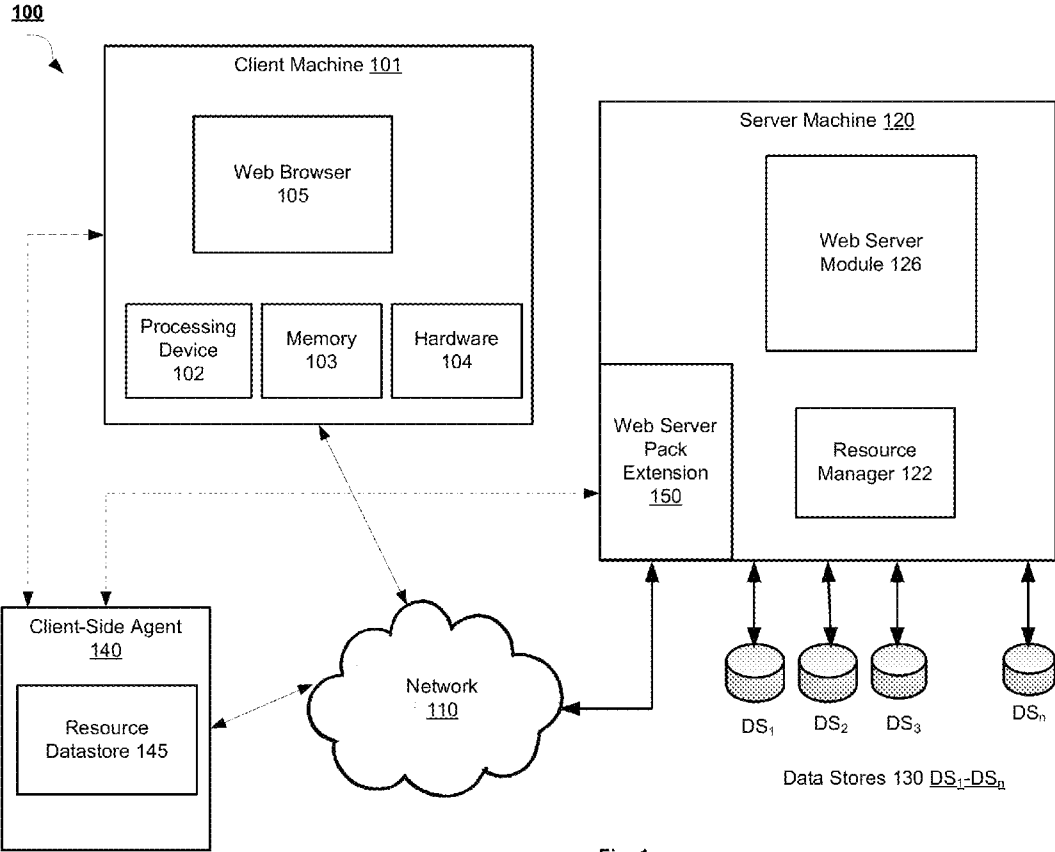 100
Client Machine 101
Web Browser
105
Processing
Device
102
Memory
103
Hardware
104
Server Machine 120
Web Server
Module 126
Web Server
Pack
Extension
150
Resource
Manager 122
Client-Side Agent
140
Resource
Datastore 145
Network
110
DS1
DS2
DS3
DSn
Data Stores 130 DS1-DSn